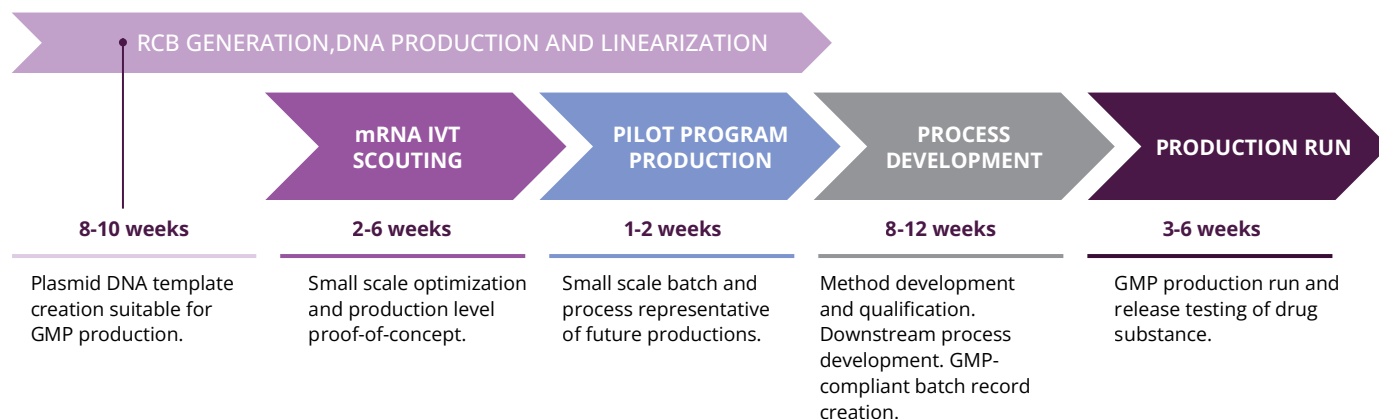 RCB GENERATION,DNA PRODUCTION AND LINEARIZATION
mRNA IVT
SCOUTING
PILOT PROGRAM
PRODUCTION
PROCESS
DEVELOPMENT
PRODUCTION RUN
8-10 weeks
Plasmid DNA template
creation suitable for
GMP production.
2-6 weeks
Small scale optimization
and production level
proof-of-concept.
1-2 weeks
Small scale batch and
process representative
of future productions.
8-12 weeks
Method development
and qualification.
Downstream process
development. GMP-
compliant batch record
creation.
3-6 weeks
GMP production run and
release testing of drug
substance.